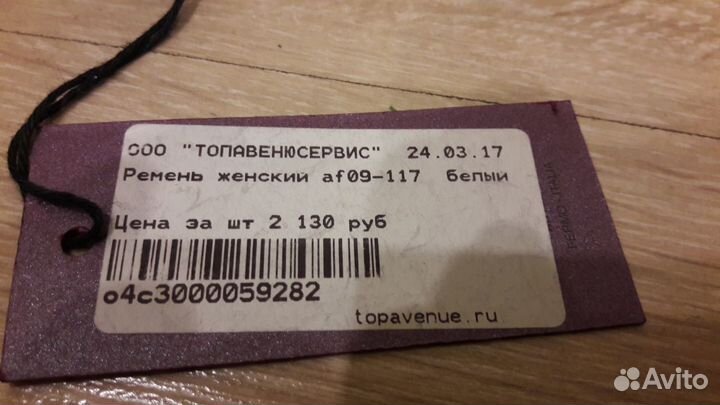 ООО "ТОПАВЕНЮСЕРВИС" 24.03.17
Ремень женский af09-117 белый
Цена за шт 2 130 руб
o4c3000059282
topavenue.ru
Avito